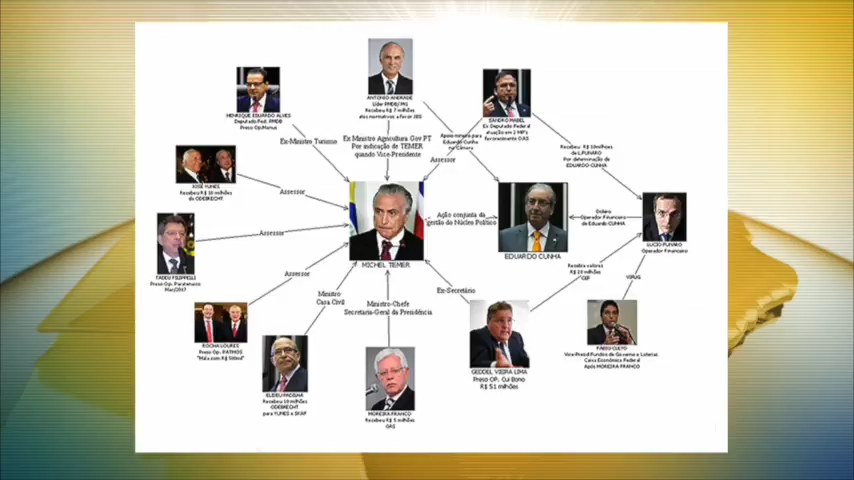 ANTONIO ANDRADE
Líder PMDB/MG
Recebeu R$ 7 milhões
atos normativos a favor JBS
HENRIQUE EDUARDO ALVES
Deputado Fed. PMDB
Preso Op.Manus
SANDRO MABEL
Ex Deputado Federal
atuação em 2 MP's
favorecimento OAS
Ex-Ministro Turismo
Ex Ministro Agricultura Gov PT
Por indicação de TEMER
quando Vice-Presidente
Apoio mineiro para
Eduardo Cunha
na Câmara
Assessor
Recebeu R$ 10milhões
de L.FUNARO
Por determinação de
EDUARDO CUNHA
JOSÉ YUNES
Recebeu R$ 10 milhões
da ODEBRECHT
Assessor
Ação conjunta da
gestão do Núcleo Político
Doleiro
Operador Financeiro
de Eduardo Cunha
Assessor
LUCIO FUNARO
Operador Financeiro
EDUARDO CUNHA
MICHEL TEMER
TADEU FILIPPELLI
Preso Op. Panatenaico
Mai/2017
Assessor
Recebia valores
R$ 20 milhões
CEF
VIPUG
Ministro
Casa Civil
Ex-Secretário
Ministro-Chefe
Secretaria-Geral da Presidência
ROCHA LOURES
Preso Op. PATMOS
"Mala com R$ 500mil"
FÁBIO CLETO
Vice-Presid Fundos de Governo e Loterias
Caixa Econômica Federal
Após MOREIRA FRANCO
GEDDEL VIEIRA LIMA
Preso OP. Cui Bono
R$ 51 milhões
ELISEU PADILHA
Recebeu 10 milhões
ODEBRECHT
para YUNES e SKAF
MOREIRA FRANCO
Recebeu R$ 5 milhões
OAS